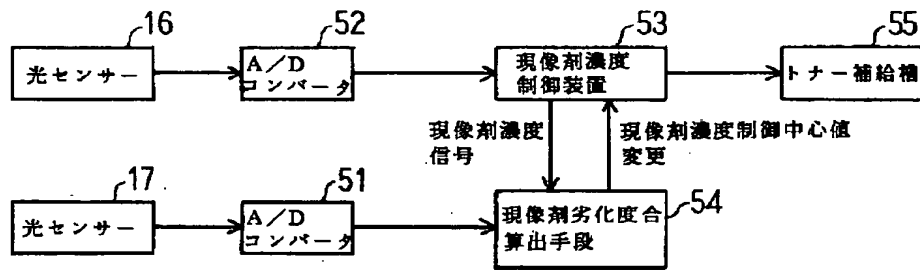 16
52
53
55
光センサー
A/D
コンバータ
現像剤濃度
制御装置
トナー補給槽
現像剤濃度
信号
現像剤濃度制御中心値
変更
17
51
54
光センサー
A/D
コンバータ
現像剤劣化度合
算出手段